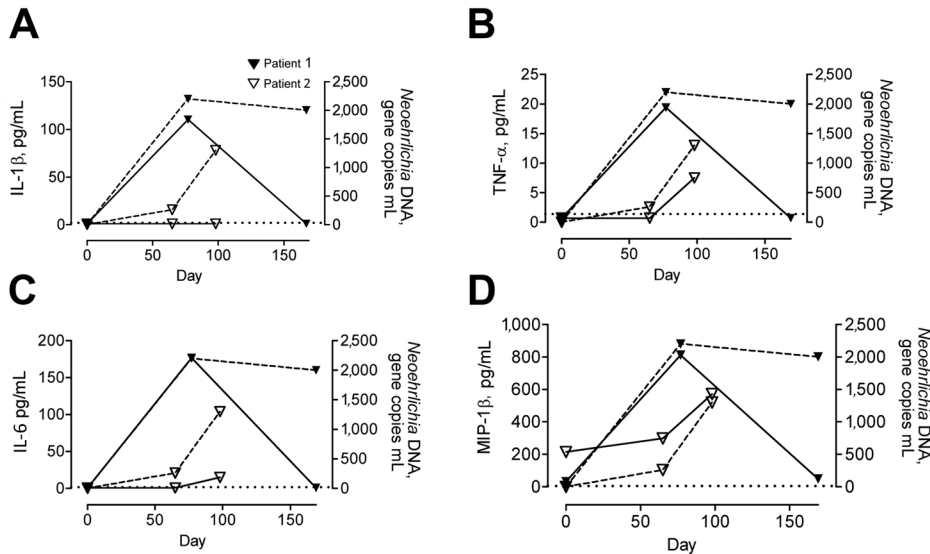 A
▼ Patient 1
▽ Patient 2
IL-1β, pg/mL
150
100
50
0
2,500
2,000
1,500
1,000
500
0
Neoehrlichia DNA,
gene copies mL
0 50 100 150
Day
B
TNF-α, pg/mL
25
20
15
10
5
0
2,500
2,000
1,500
1,000
500
0
Neoehrlichia DNA,
gene copies mL
0 50 100 150
Day
C
IL-6 pg/mL
200
150
100
50
0
2,500
2,000
1,500
1,000
500
0
Neoehrlichia DNA,
gene copies mL
0 50 100 150
Day
D
MIP-1β, pg/mL
1,000
800
600
400
200
0
2,500
2,000
1,500
1,000
500
0
Neoehrlichia DNA,
gene copies mL
0 50 100 150
Day